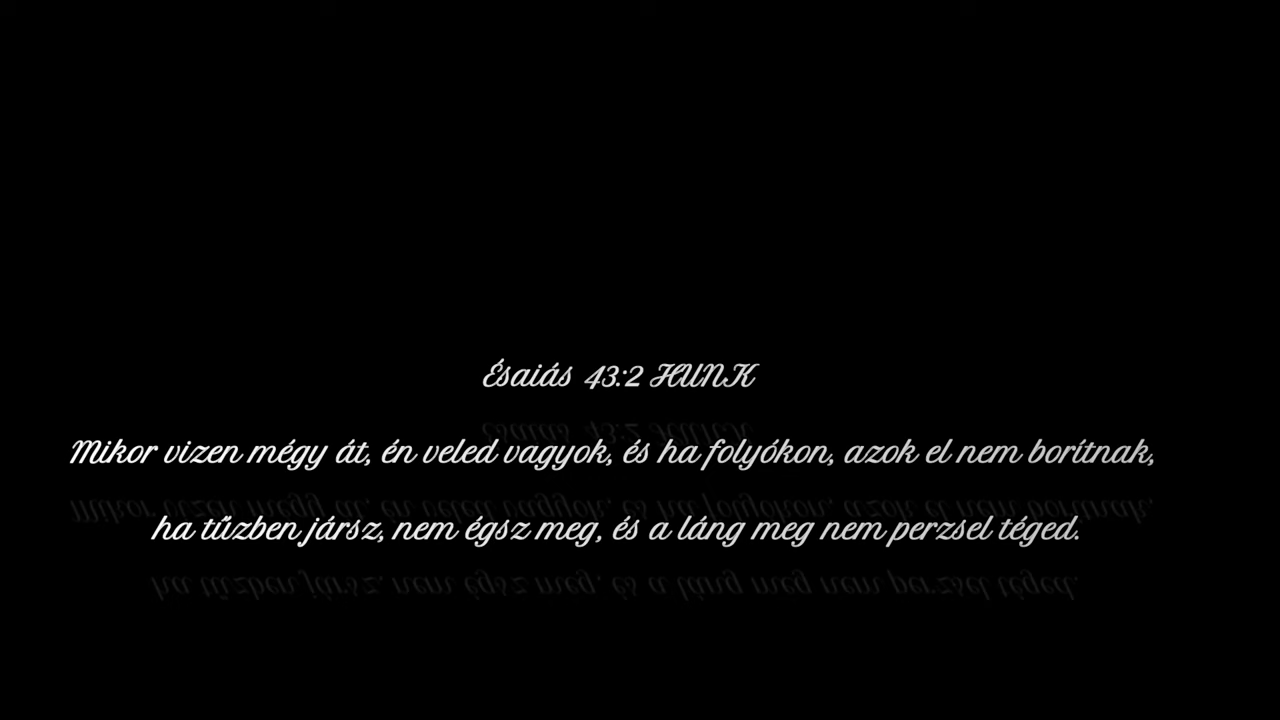 Ésaiás 43:2 HUNK
Mikor vizen mégy át, én veled vagyok, és ha folyókon, azok el nem borítnak,
ha tűzben jársz, nem égsz meg, és a láng meg nem perzsel téged.